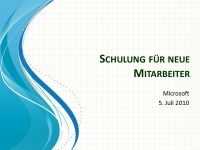 SCHULUNG FÜR NEUE
MITARBEITER
Microsoft
5. Juli 2010